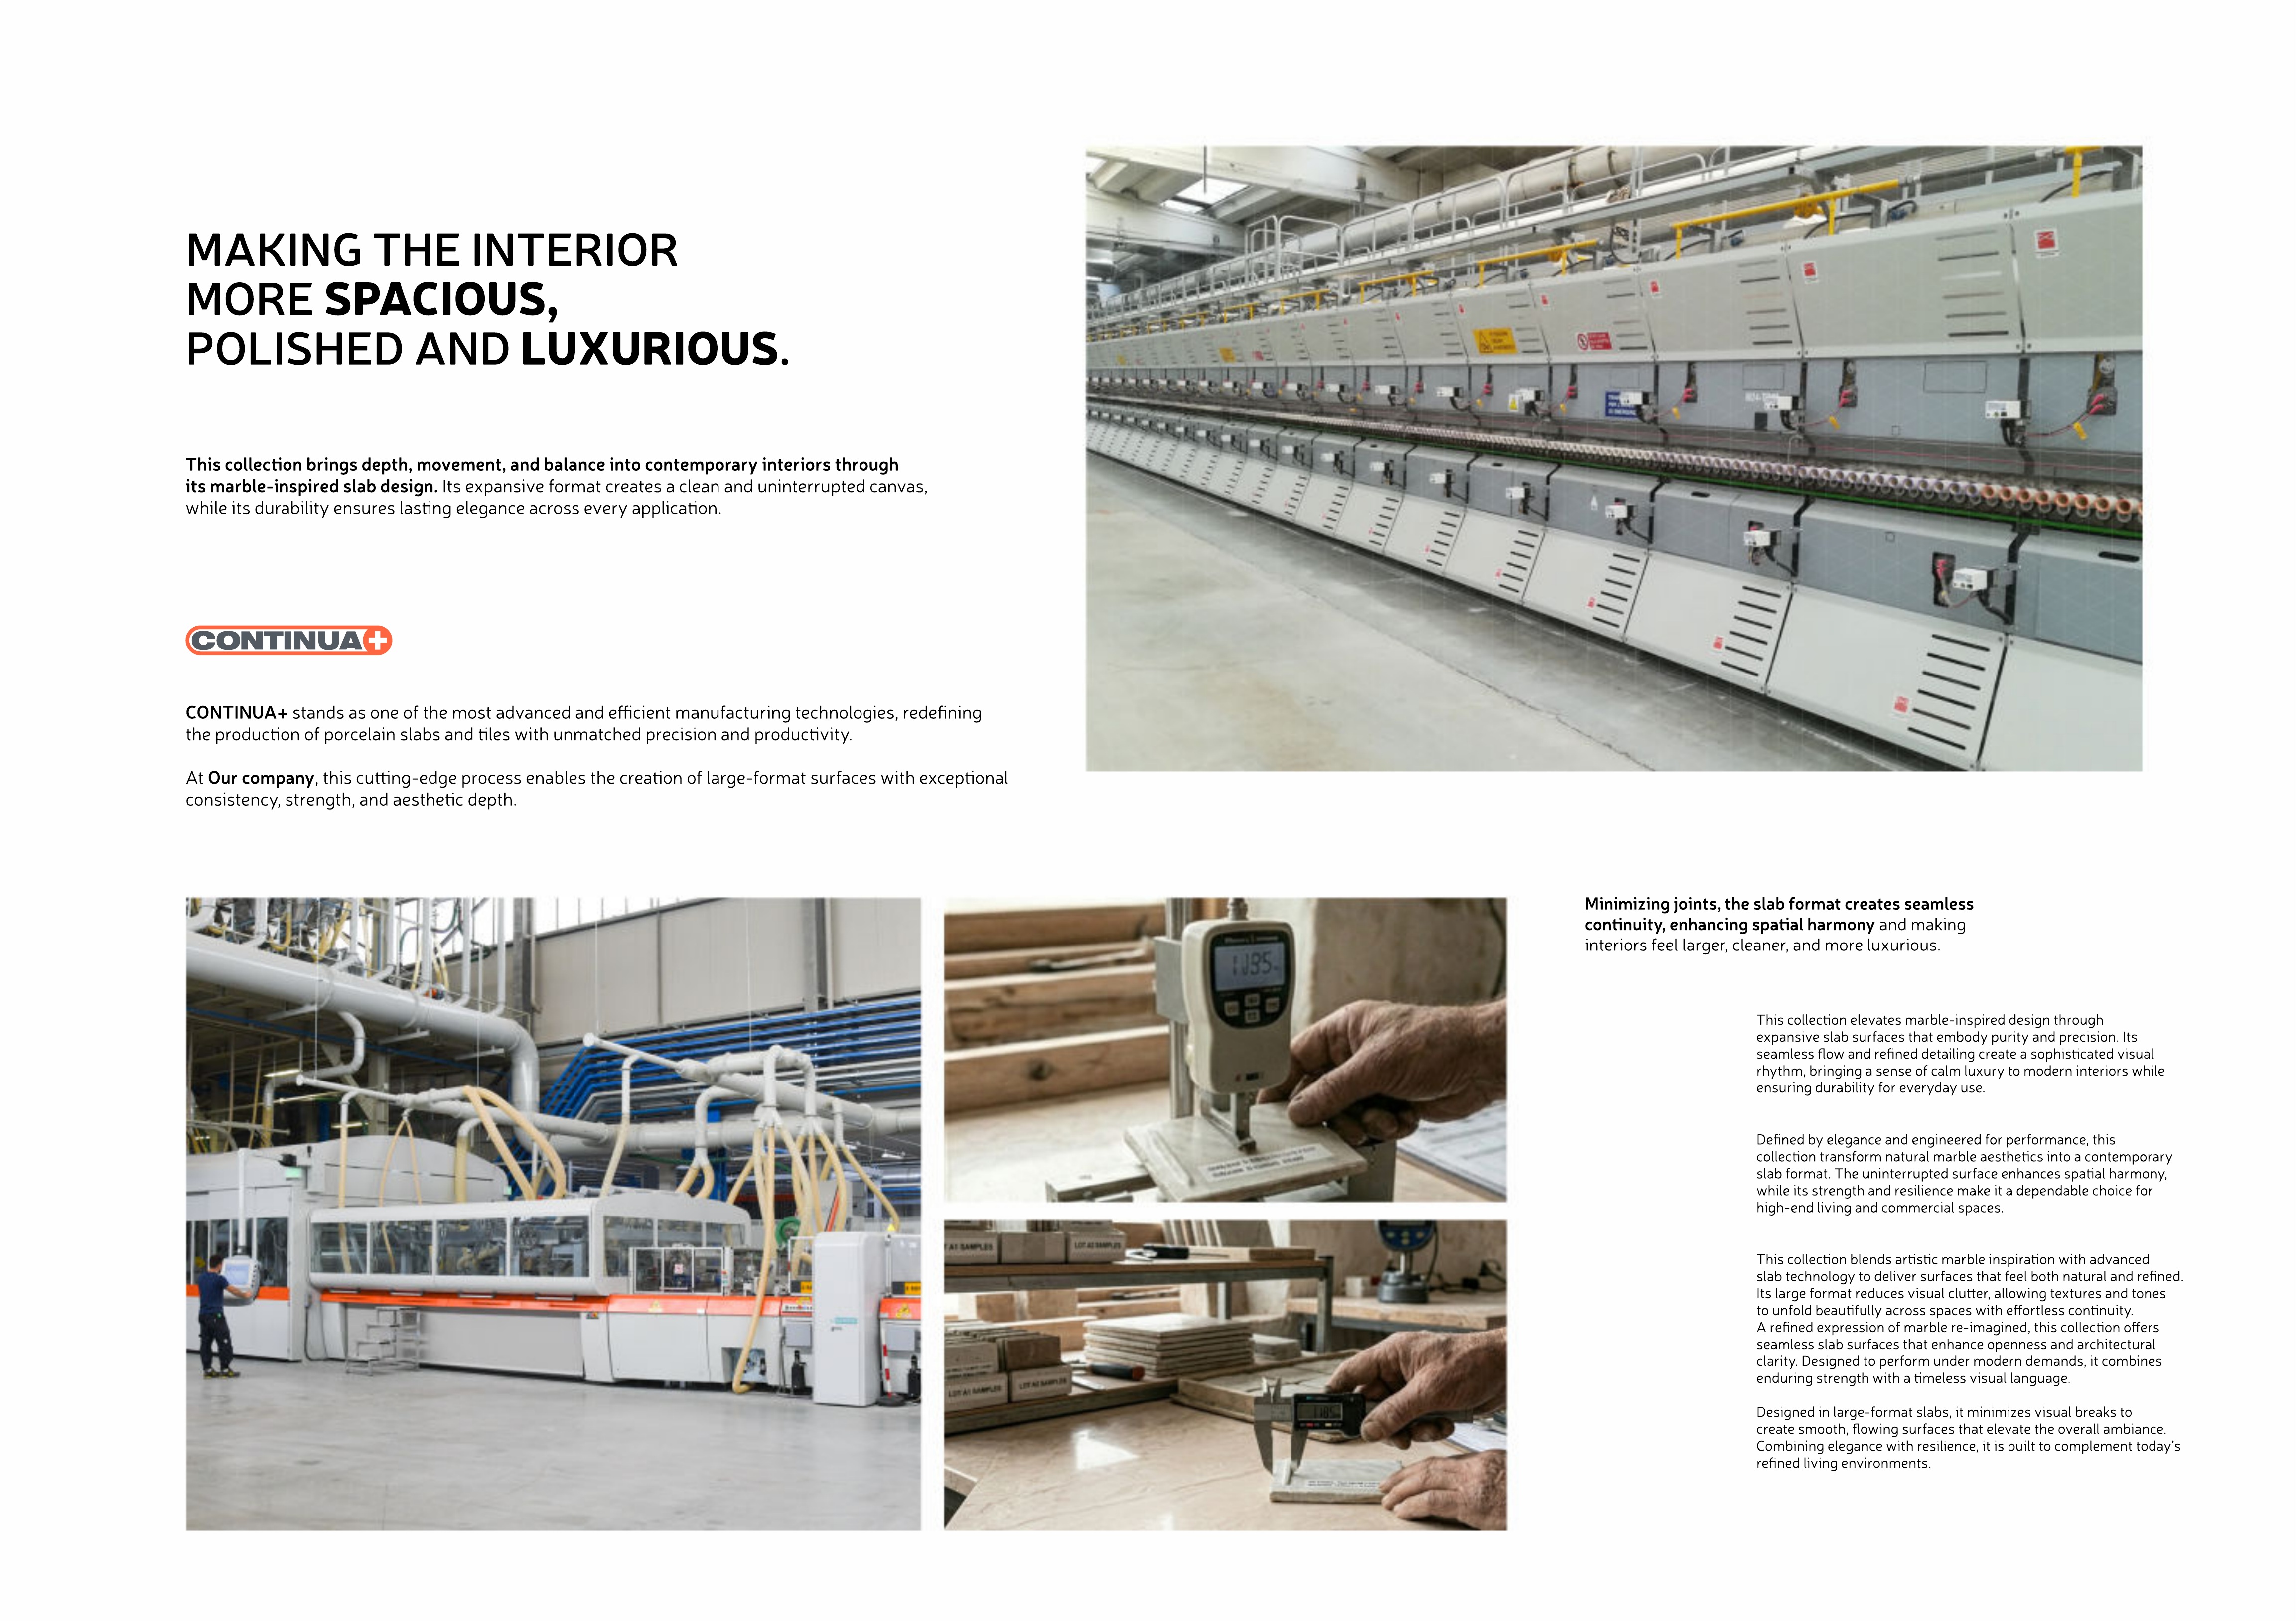 MAKING THE INTERIOR
MORE SPACIOUS,
POLISHED AND LUXURIOUS.
This collection brings depth, movement, and balance into contemporary interiors through
its marble-inspired slab design. Its expansive format creates a clean and uninterrupted canvas,
while its durability ensures lasting elegance across every application.
CONTINUA+
CONTINUA+ stands as one of the most advanced and efficient manufacturing technologies, redefining
the production of porcelain slabs and tiles with unmatched precision and productivity.
At Our company, this cutting-edge process enables the creation of large-format surfaces with exceptional
consistency, strength, and aesthetic depth.
T A1 SAMPLES
LOT A2 SAMPLES
LOT A1 SAMPLES
LOT A1 SAMPLES
Minimizing joints, the slab format creates seamless
continuity, enhancing spatial harmony and making
interiors feel larger, cleaner, and more luxurious.
This collection elevates marble-inspired design through
expansive slab surfaces that embody purity and precision. Its
seamless flow and refined detailing create a sophisticated visual
rhythm, bringing a sense of calm luxury to modern interiors while
ensuring durability for everyday use.
Defined by elegance and engineered for performance, this
collection transform natural marble aesthetics into a contemporary
slab format. The uninterrupted surface enhances spatial harmony,
while its strength and resilience make it a dependable choice for
high-end living and commercial spaces.
This collection blends artistic marble inspiration with advanced
slab technology to deliver surfaces that feel both natural and refined.
Its large format reduces visual clutter, allowing textures and tones
to unfold beautifully across spaces with effortless continuity.
A refined expression of marble re-imagined, this collection offers
seamless slab surfaces that enhance openness and architectural
clarity. Designed to perform under modern demands, it combines
enduring strength with a timeless visual language.
Designed in large-format slabs, it minimizes visual breaks to
create smooth, flowing surfaces that elevate the overall ambiance.
Combining elegance with resilience, it is built to complement today's
refined living environments.